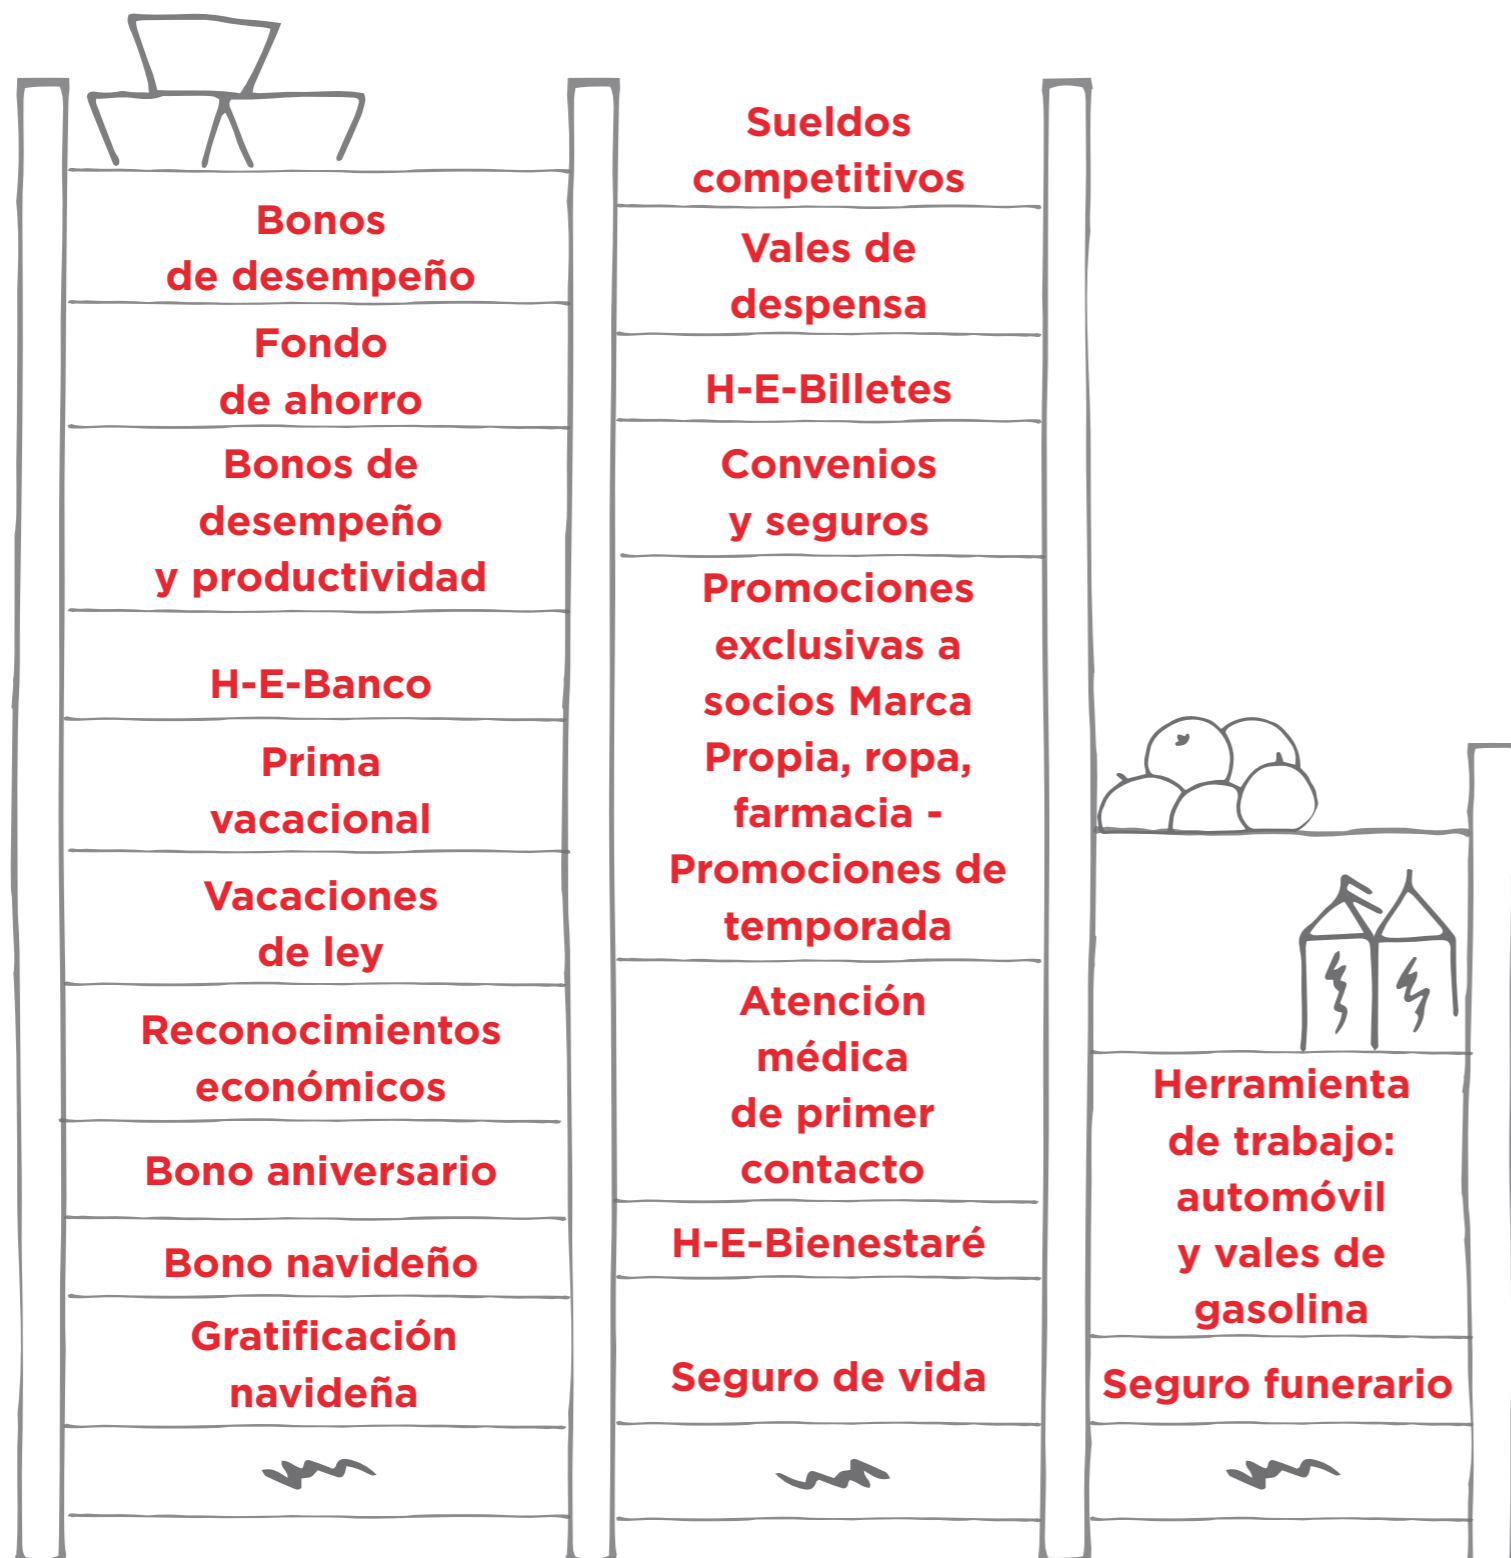 Bonos
de desempeño
Fondo
de ahorro
Bonos de
desempeño
y productividad
H-E-Banco
Prima
vacacional
Vacaciones
de ley
Reconocimientos
económicos
Bono aniversario
Bono navideño
Gratificación
navideña
Sueldos
competitivos
Vales de
despensa
H-E-Billetes
Convenios
y seguros
Promociones
exclusivas a
socios Marca
Propia, ropa,
farmacia -
Promociones de
temporada
Atención
médica
de primer
contacto
H-E-Bienestaré
Seguro de vida
Herramienta
de trabajo:
automóvil
y vales de
gasolina
Seguro funerario